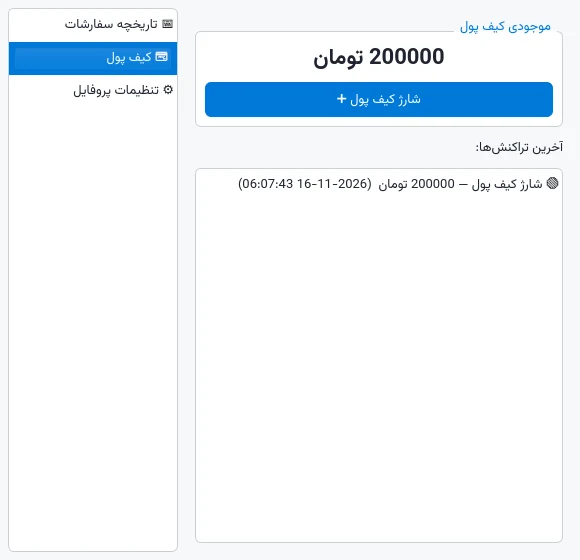 تاریخچه سفارشات
کیف پول
تنظیمات پروفایل
موجودی کیف پول
200000 تومان
شارژ کیف پول +
آخرین تراکنش‌ها:
شارژ کیف پول – 200000 تومان (2026-11-16 06:07:43)